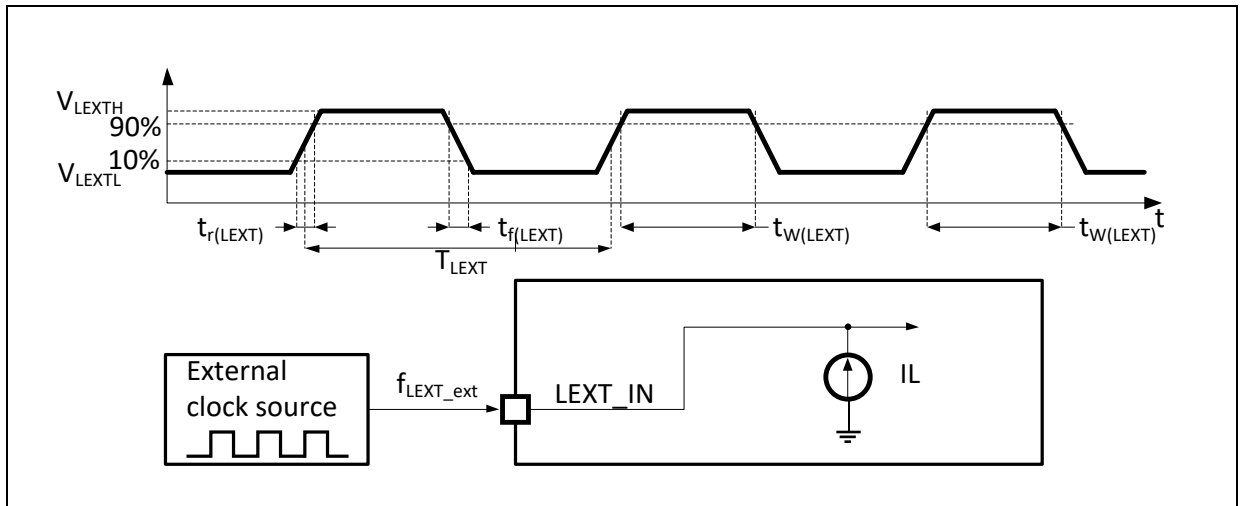 V_LEXTH
90%
10%
V_LEXTL
t
t_r(LEXT)
t_f(LEXT)
t_W(LEXT)
t_W(LEXT)
T_LEXT
External
clock source
f_LEXT_ext
LEXT_IN
IL